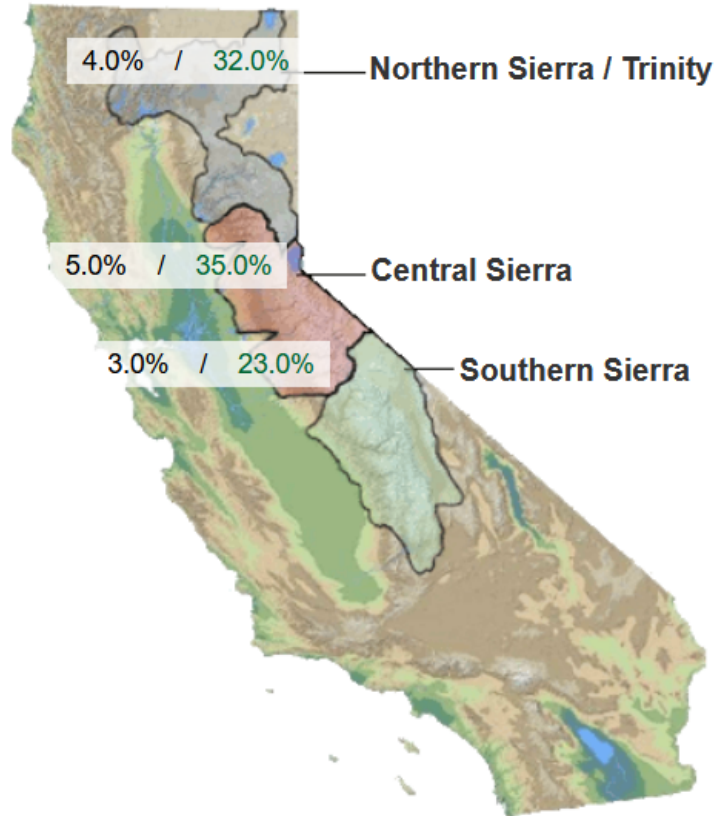 4.0% / 32.0%
Northern Sierra / Trinity
5.0% / 35.0%
Central Sierra
3.0% / 23.0%
Southern Sierra